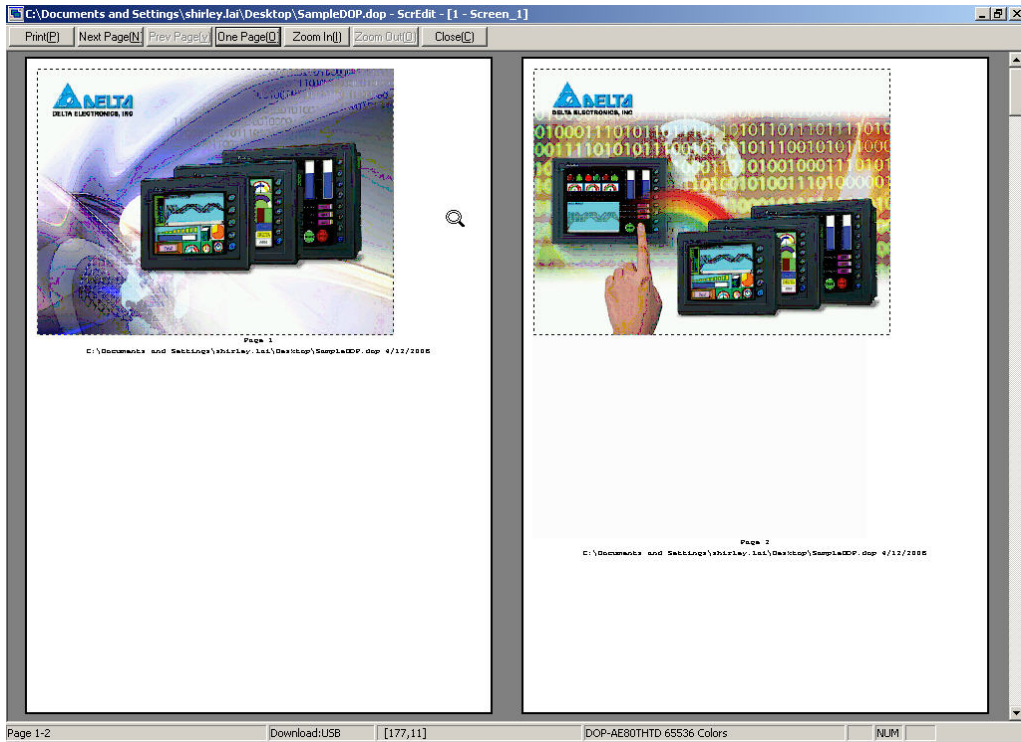 C:\Documents and Settings\shirley.lai\Desktop\SampleDOP.dop - ScrEdit - [1 - Screen_1]
Print(P) Next Page(N) Prev Page(v) One Page(O) Zoom In(I) Zoom Out(O) Close(C)
DELTA
DELTA ELECTRONICS, INC
Page 1
C:\Documents and Settings\shirley.lai\Desktop\SampleDOP.dop 4/12/2006
DELTA
DELTA ELECTRONICS, INC
Page 2
C:\Documents and Settings\shirley.lai\Desktop\SampleDOP.dop 4/12/2006
Page 1-2 Download:USB [177,11] DOP-AE80THTD 65536 Colors NUM